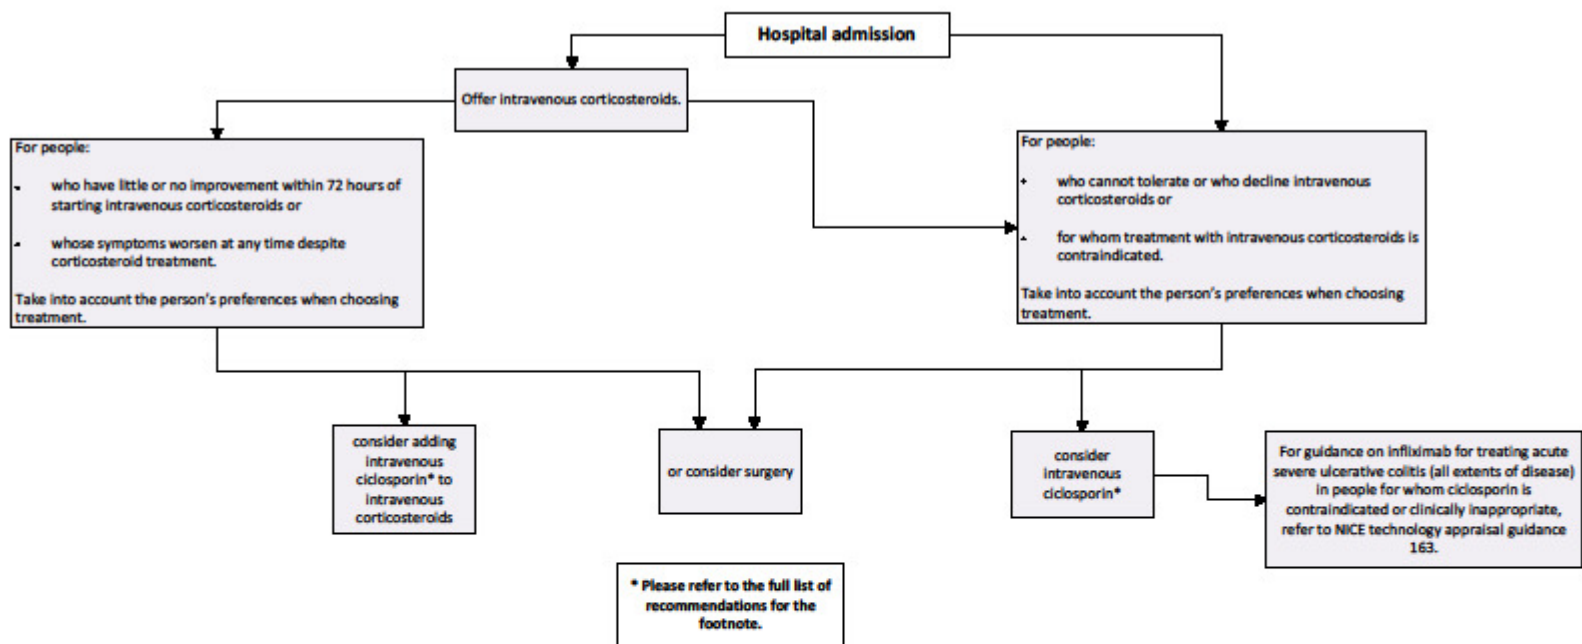 Hospital admission
Offer intravenous corticosteroids.
For people:
- who have little or no improvement within 72 hours of
starting intravenous corticosteroids or
- whose symptoms worsen at any time despite
corticosteroid treatment.
Take into account the person's preferences when choosing
treatment.
For people:
• who cannot tolerate or who decline intravenous
corticosteroids or
- for whom treatment with intravenous corticosteroids is
contraindicated.
Take into account the person's preferences when choosing
treatment.
consider adding
intravenous
ciclosporin* to
intravenous
corticosteroids
or consider surgery
consider
intravenous
ciclosporin*
For guidance on infliximab for treating acute
severe ulcerative colitis (all extents of disease)
in people for whom ciclosporin is
contraindicated or clinically inappropriate,
refer to NICE technology appraisal guidance
163.
* Please refer to the full list of
recommendations for the
footnote.